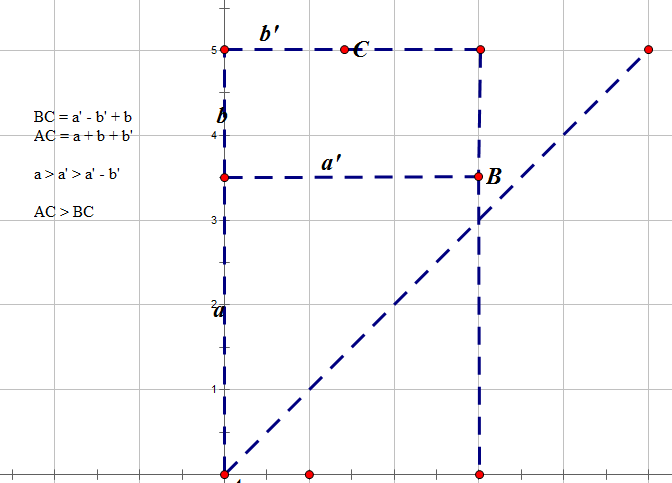 b'
5
C
b
BC = a' - b' + b
AC = a + b + b'
4
a > a' > a' - b'
a'
B
AC > BC
3
2
a
1